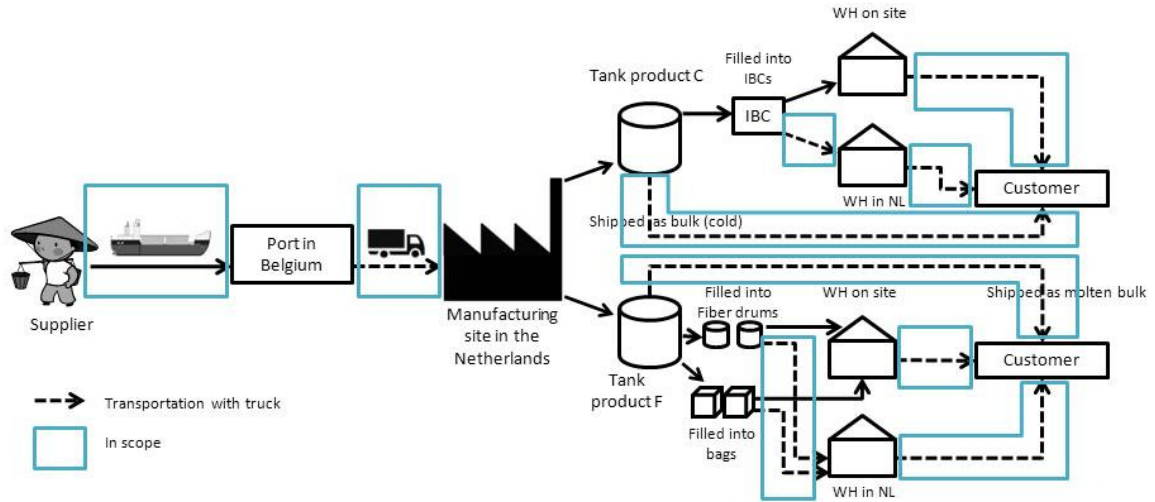 WH on site
Filled into
IBCs
Tank product C
IBC
WH in NL
Customer
Shipped as bulk (cold)
Port in
Belgium
Supplier
Manufacturing
site in the
Netherlands
Filled into
Fiber drums
WH on site
Shipped as molten bulk
Customer
Tank
product F
Filled into
bags
WH in NL
Transportation with truck
In scope